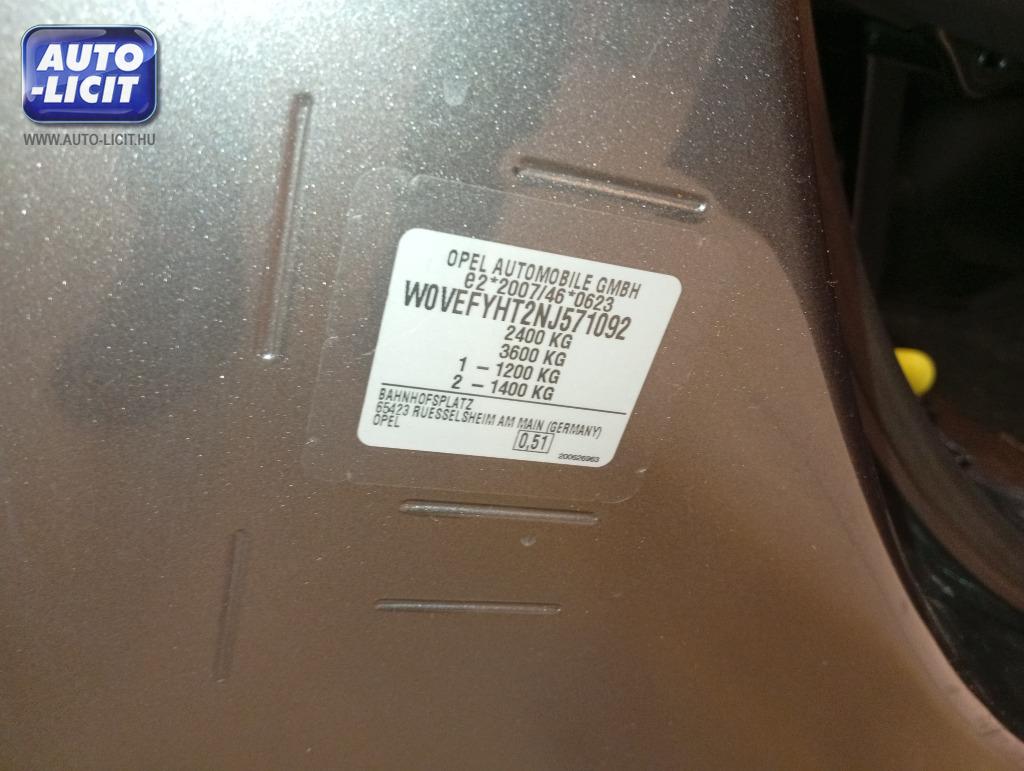 AUTO
-LICIT
WWW.AUTO-LICIT.HU
OPEL AUTOMOBILE GMBH
e2*2007/46*0623
W0VEFYHT2NJ571092
2400 KG
3600 KG
1 - 1200 KG
2 - 1400 KG
BAHNHOFSPLATZ
65423 RUESSELSHEIM AM MAIN (GERMANY)
OPEL
0,51
200626963